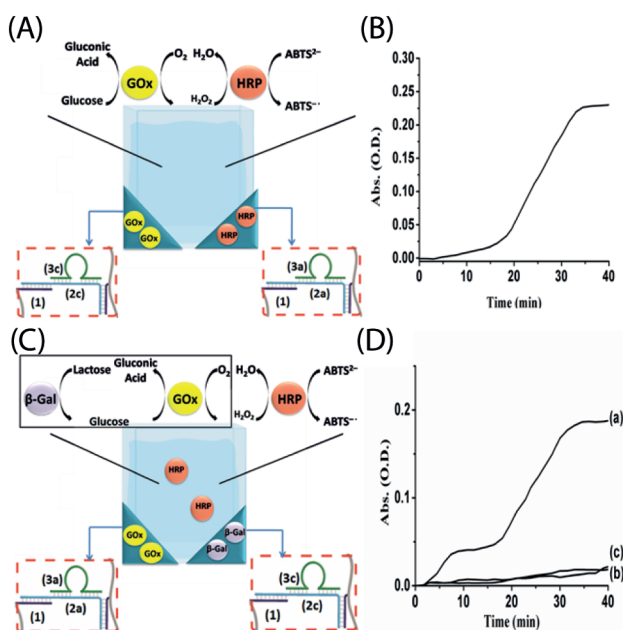 (A)
Gluconic
Acid
O₂ H₂O
ABTS²⁻
GOx
HRP
Glucose
H₂O₂
ABTS⁻·
GOx
GOx
HRP
HRP
(3c)
(1)
(2c)
(3a)
(1)
(2a)
(B)
Abs. (O.D.)
0.30
0.25
0.20
0.15
0.10
0.05
0.00
0 10 20 30 40
Time (min)
(C)
Lactose
Gluconic
Acid
O₂ H₂O
ABTS²⁻
β-Gal
GOx
HRP
Glucose
H₂O₂
ABTS⁻·
HRP
HRP
GOx
GOx
β-Gal
β-Gal
(3a)
(1)
(2a)
(3c)
(1)
(2c)
(D)
Abs. (O.D.)
0.2
0.1
0.0
0 10 20 30 40
Time (min)
(a)
(c)
(b)